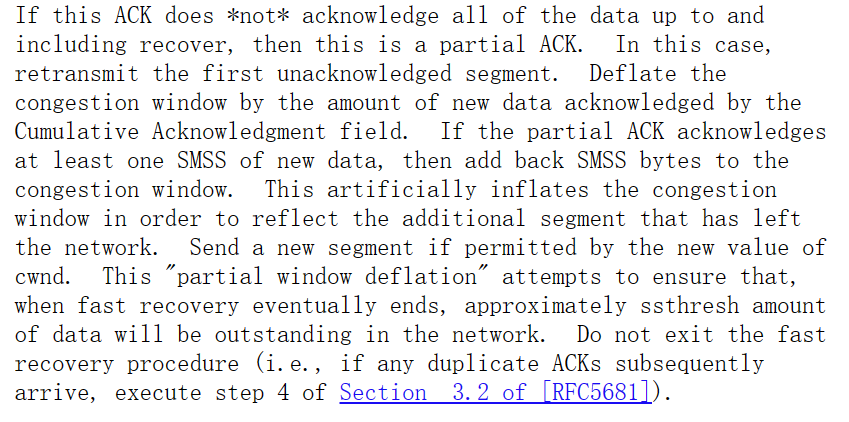 If this ACK does *not* acknowledge all of the data up to and
including recover, then this is a partial ACK.  In this case,
retransmit the first unacknowledged segment.  Deflate the
congestion window by the amount of new data acknowledged by the
Cumulative Acknowledgment field.  If the partial ACK acknowledges
at least one SMSS of new data, then add back SMSS bytes to the
congestion window.  This artificially inflates the congestion
window in order to reflect the additional segment that has left
the network.  Send a new segment if permitted by the new value of
cwnd.  This "partial window deflation" attempts to ensure that,
when fast recovery eventually ends, approximately ssthresh amount
of data will be outstanding in the network.  Do not exit the fast
recovery procedure (i.e., if any duplicate ACKs subsequently
arrive, execute step 4 of Section 3.2 of [RFC5681]).